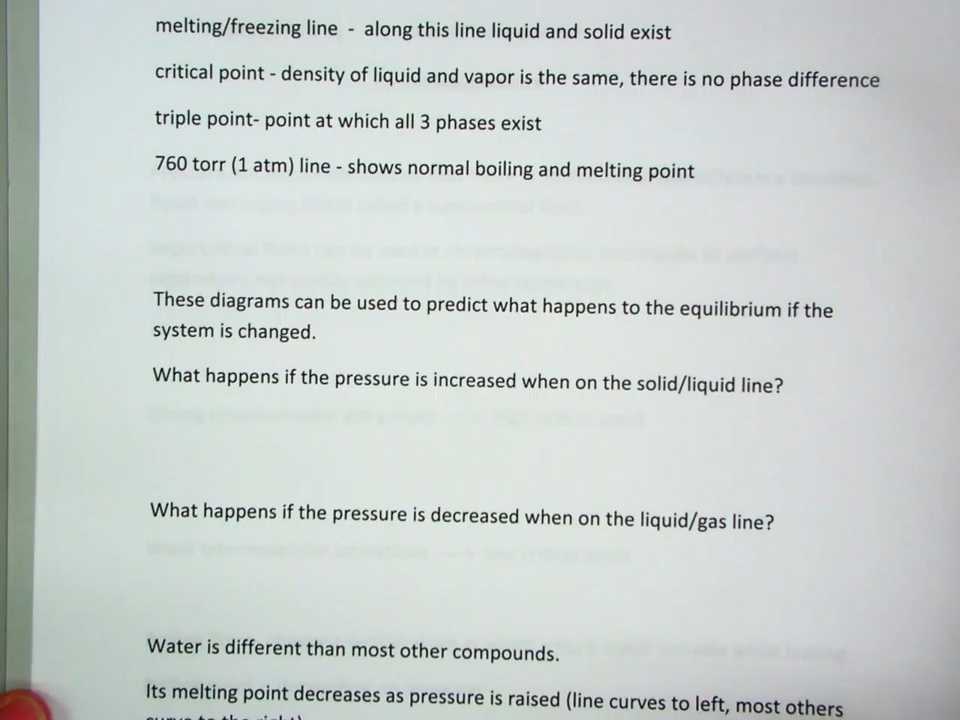 melting/freezing line - along this line liquid and solid exist
critical point - density of liquid and vapor is the same, there is no phase difference
triple point- point at which all 3 phases exist
760 torr (1 atm) line - shows normal boiling and melting point
These diagrams can be used to predict what happens to the equilibrium if the
system is changed.
What happens if the pressure is increased when on the solid/liquid line?
What happens if the pressure is decreased when on the liquid/gas line?
Water is different than most other compounds.
Its melting point decreases as pressure is raised (line curves to left, most others
curve to the right)